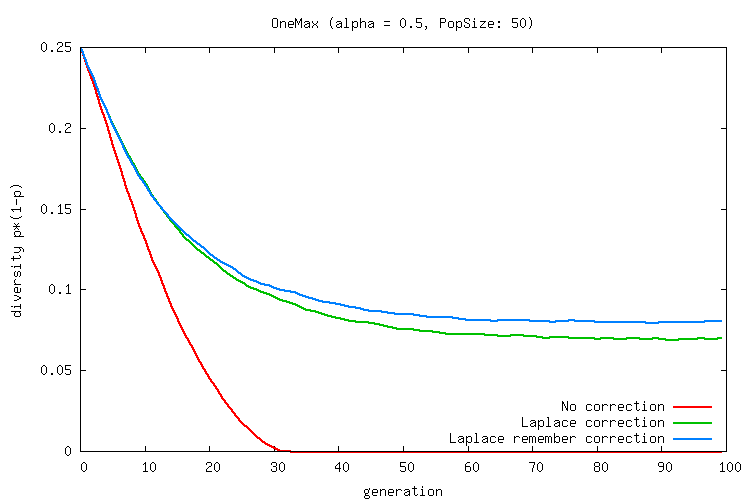 OneMax (alpha = 0.5, PopSize: 50)
0.25
0.2
0.15
0.1
0.05
0
diversity p*(1-p)
No correction
Laplace correction
Laplace remember correction
0 10 20 30 40 50 60 70 80 90 100
generation